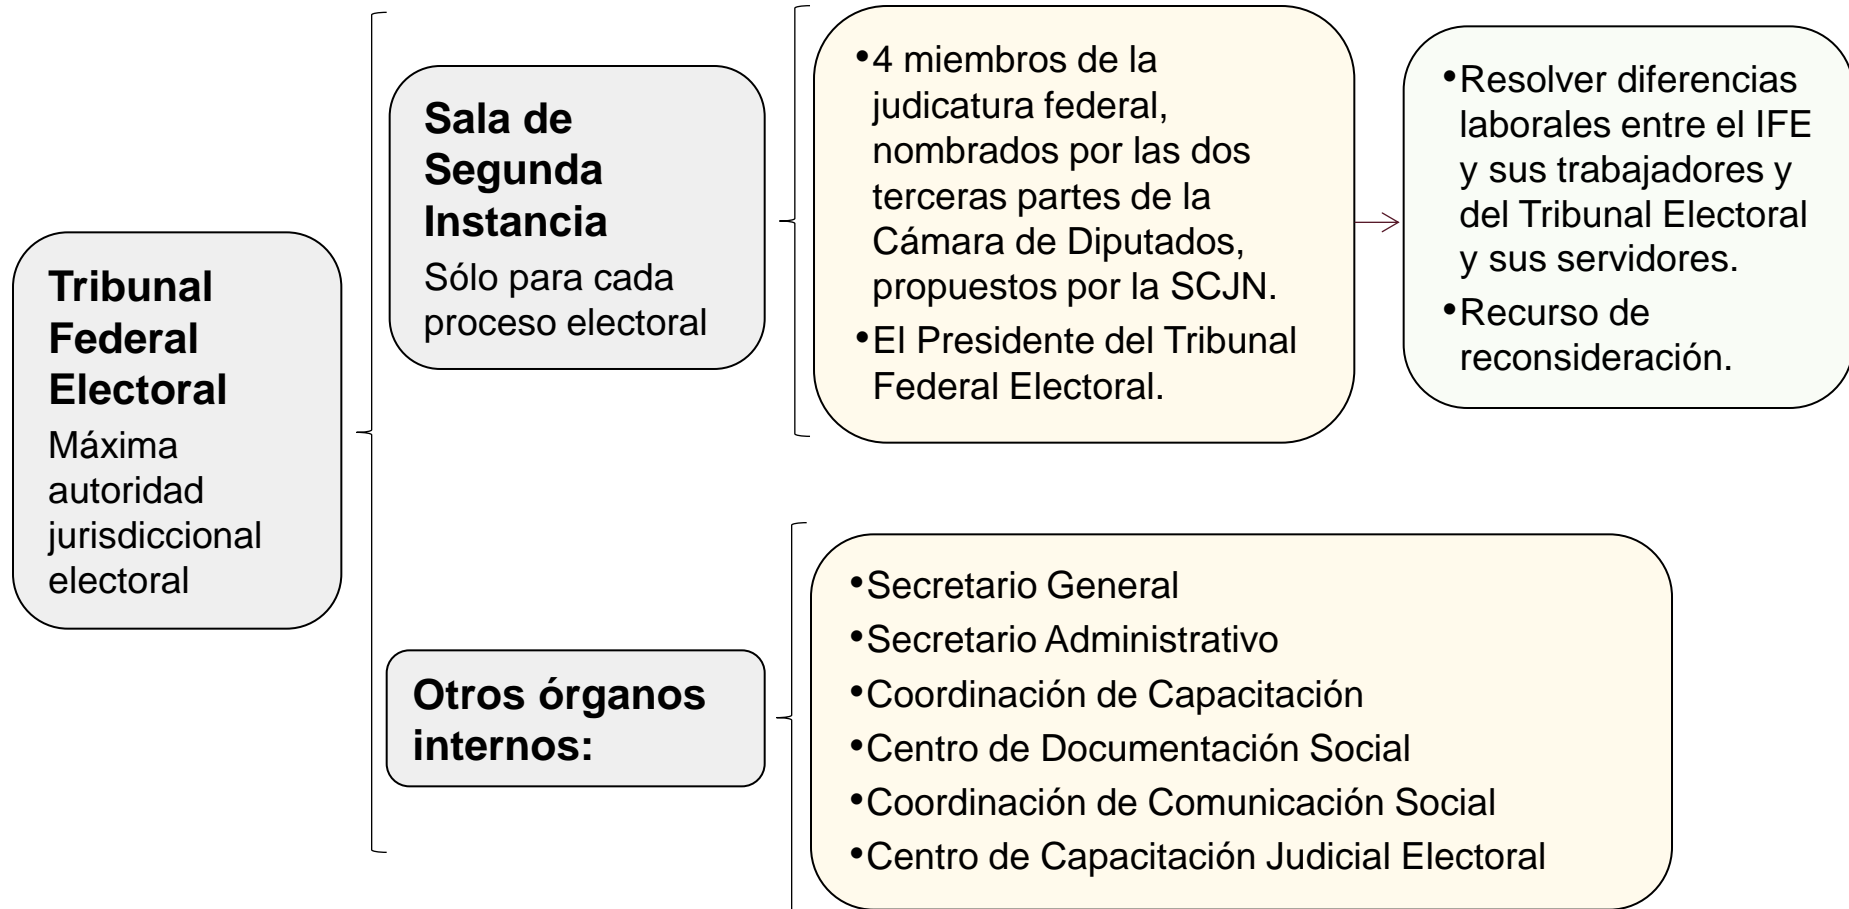 Tribunal
Federal
Electoral
Máxima
autoridad
jurisdiccional
electoral
Sala de
Segunda
Instancia
Sólo para cada
proceso electoral
•4 miembros de la
judicatura federal,
nombrados por las dos
terceras partes de la
Cámara de Diputados,
propuestos por la SCJN.
•El Presidente del Tribunal
Federal Electoral.
•Resolver diferencias
laborales entre el IFE
y sus trabajadores y
del Tribunal Electoral
y sus servidores.
•Recurso de
reconsideración.
Otros órganos
internos:
•Secretario General
•Secretario Administrativo
•Coordinación de Capacitación
•Centro de Documentación Social
•Coordinación de Comunicación Social
•Centro de Capacitación Judicial Electoral